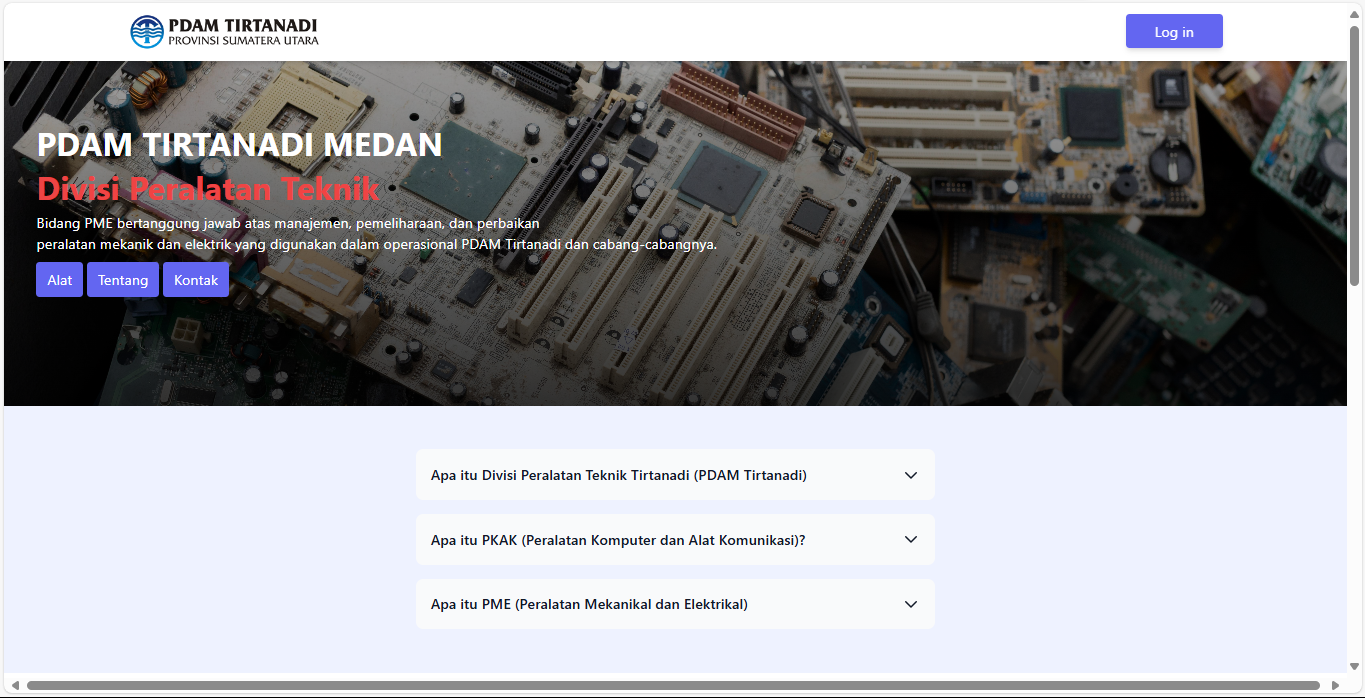 PDAM TIRTANADI
PROVINSI SUMATERA UTARA
Log in
PDAM TIRTANADI MEDAN
Divisi Peralatan Teknik
Bidang PME bertanggung jawab atas manajemen, pemeliharaan, dan perbaikan
peralatan mekanik dan elektrik yang digunakan dalam operasional PDAM Tirtanadi dan cabang-cabangnya.
Alat
Tentang
Kontak
Apa itu Divisi Peralatan Teknik Tirtanadi (PDAM Tirtanadi)
Apa itu PKAK (Peralatan Komputer dan Alat Komunikasi)?
Apa itu PME (Peralatan Mekanikal dan Elektrikal)